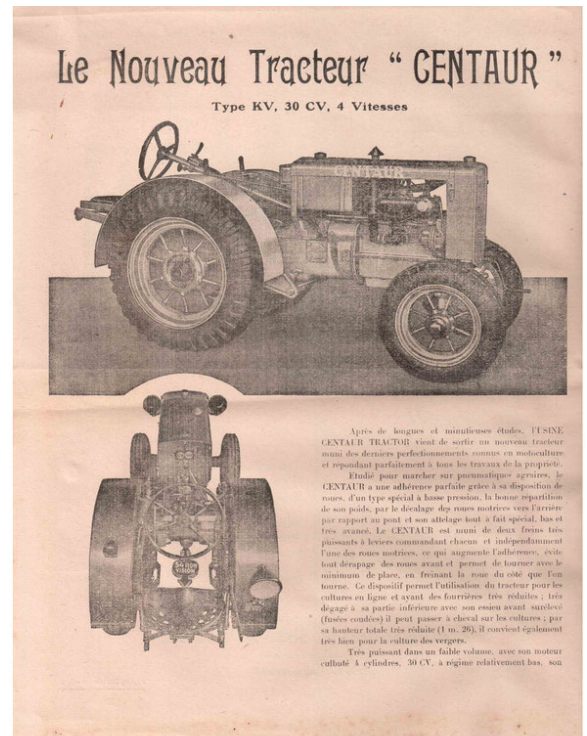 Le Nouveau Tracteur “ CENTAUR ”
Type KV, 30 CV, 4 Vitesses
CENTAUR
Après de longues et minutieuses études, l'USINE
CENTAUR TRACTOR vient de sortir un nouveau tracteur
muni des derniers perfectionnements connus en motoculture
et répondant parfaitement à tous les travaux de la propriété.
Etudié pour marcher sur pneumatiques agraires, le
CENTAUR a une adhérence parfaite grâce à sa disposition de
roues, d'un type spécial à basse pression, la bonne répartition
de son poids, par le décalage des roues motrices vers l'arrière
par rapport au pont et son attelage tout à fait spécial, bas et
très avancé. Le CENTAUR est muni de deux freins très
puissants à leviers commandant chacun et indépendamment
l'une des roues motrices, ce qui augmente l'adhérence, évite
tout dérapage des roues avant et permet de tourner avec le
minimum de place, en freinant la roue du côté que l'on
tourne. Ce dispositif permet l'utilisation du tracteur pour les
cultures en ligne et ayant des fourrières très réduites ; très
dégagé à sa partie inférieure avec son essieu avant surélevé
(fusées coudées) il peut passer à cheval sur les cultures ; par
sa hauteur totale très réduite (1 m. 26), il convient également
très bien pour la culture des vergers.
Très puissant dans un faible volume, avec son moteur
culbuté 4 cylindres, 30 CV, à régime relativement bas, son
VISION